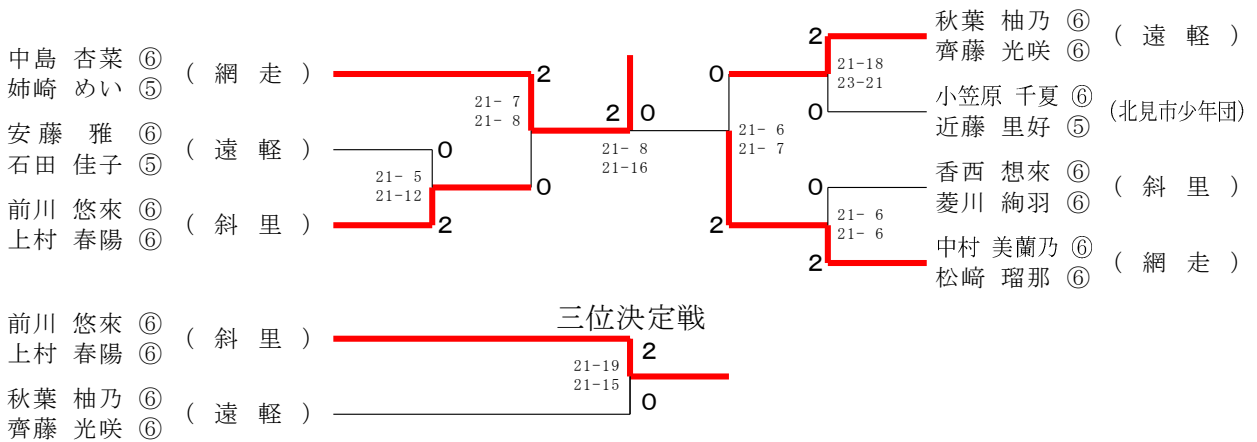 中島 杏菜 ⑥
姉崎 めい ⑤
( 網 走 )
安藤 雅 ⑥
石田 佳子 ⑤
( 遠 軽 )
前川 悠來 ⑥
上村 春陽 ⑥
( 斜 里 )
2
21- 7
21- 8
0
21- 5
21-12
0
2
2 0
21- 8
21-16
0
21- 6
21- 7
2
2
21-18
23-21
0
0
21- 6
21- 6
2
秋葉 柚乃 ⑥
齊藤 光咲 ⑥
( 遠 軽 )
小笠原 千夏 ⑥
近藤 里好 ⑤
(北見市少年団)
香西 想來 ⑥
菱川 絢羽 ⑥
( 斜 里 )
中村 美蘭乃 ⑥
松﨑 瑠那 ⑥
( 網 走 )
三位決定戦
前川 悠來 ⑥
上村 春陽 ⑥
( 斜 里 )
2
21-19
21-15
0
秋葉 柚乃 ⑥
齊藤 光咲 ⑥
( 遠 軽 )